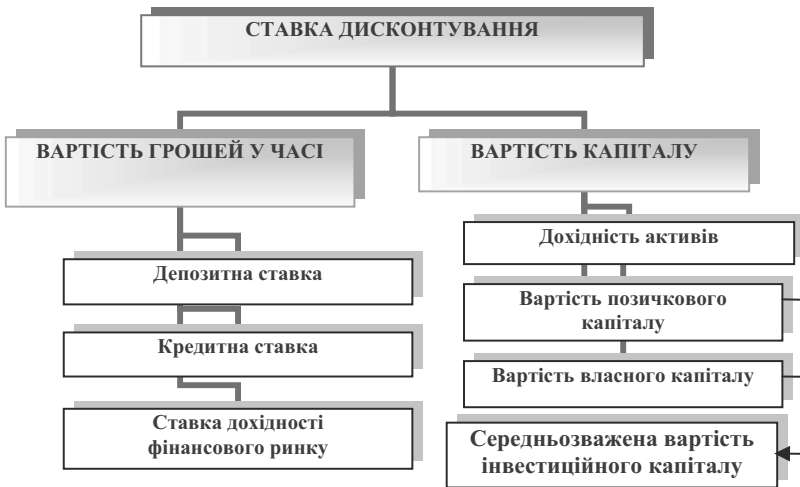 СТАВКА ДИСКОНТУВАННЯ
ВАРТІСТЬ ГРОШЕЙ У ЧАСІ
Депозитна ставка
Кредитна ставка
Ставка дохідності
фінансового ринку
ВАРТІСТЬ КАПІТАЛУ
Дохідність активів
Вартість позичкового
капіталу
Вартість власного капіталу
Середньозважена вартість
інвестиційного капіталу